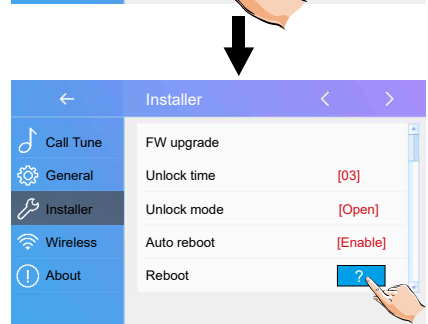 Installer
Call Tune
General
Installer
Wireless
About
FW upgrade
Unlock time [03]
Unlock mode [Open]
Auto reboot [Enable]
Reboot ?